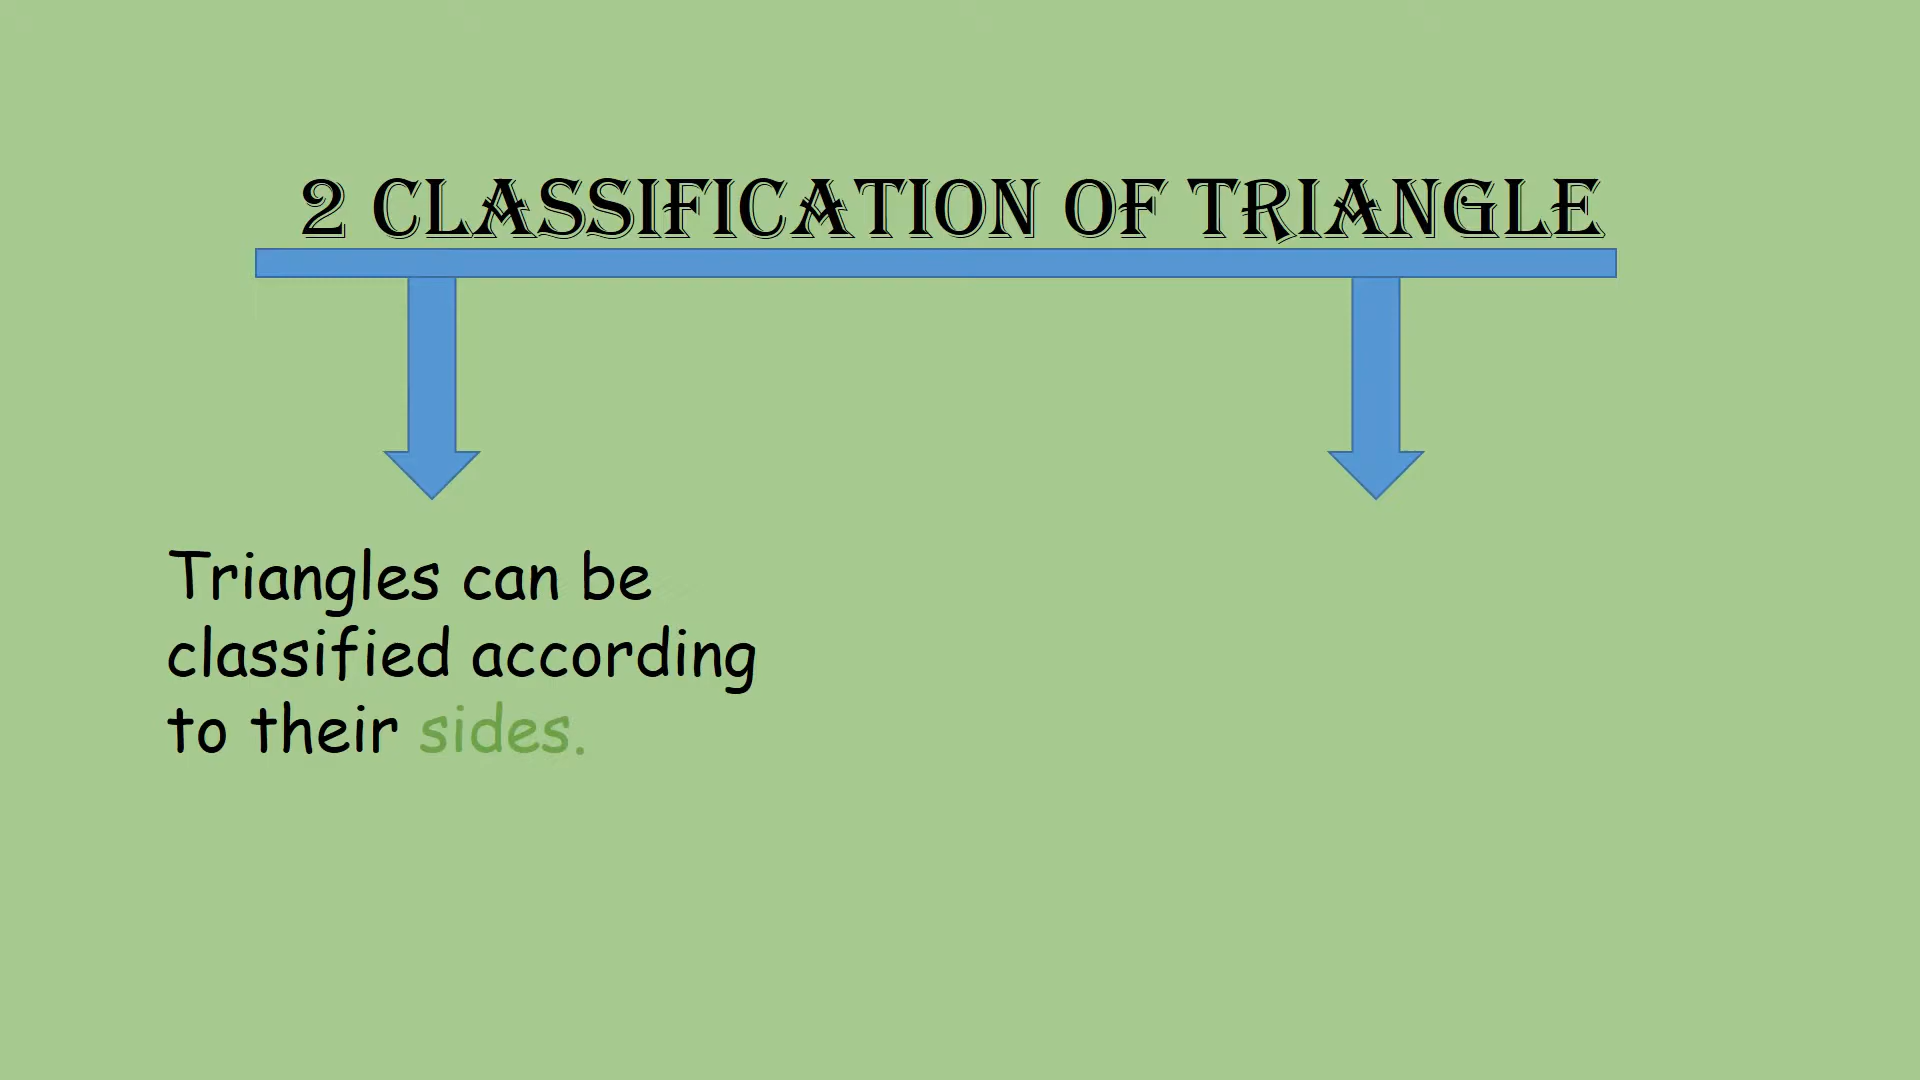 2 CLASSIFICATION OF TRIANGLE
Triangles can be
classified according
to their sides.